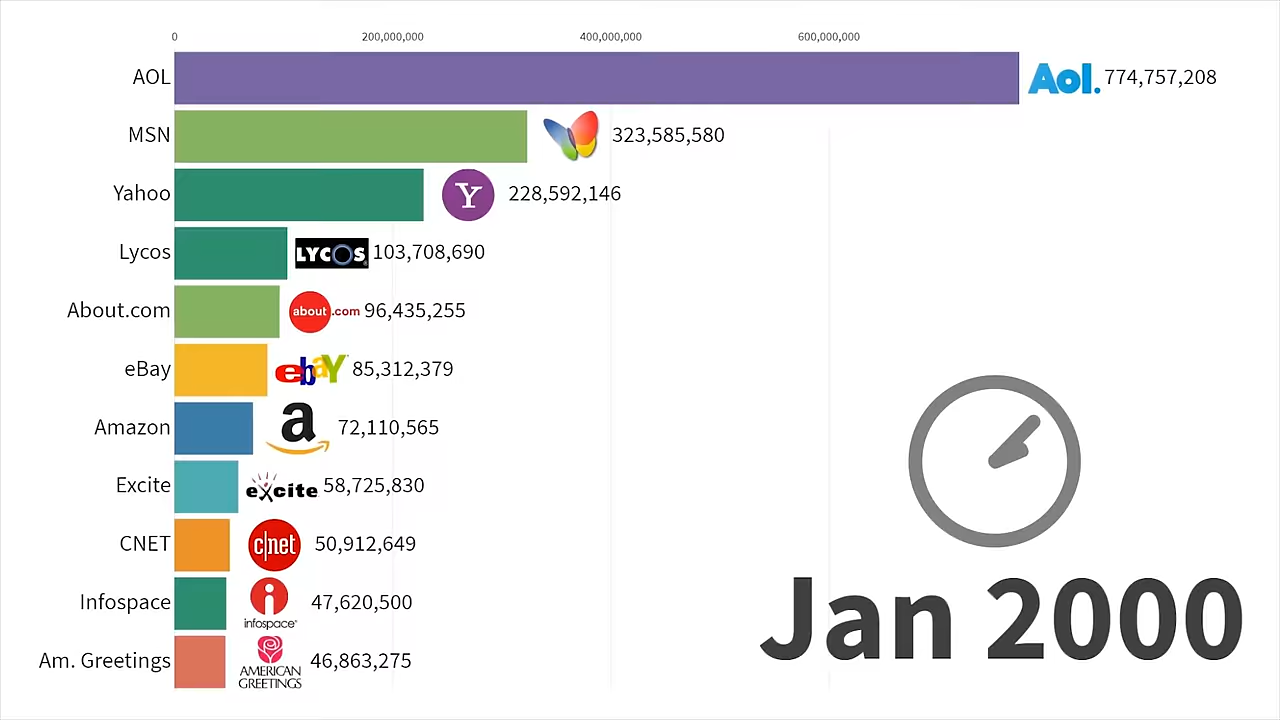 0 200,000,000 400,000,000 600,000,000
AOL Aol. 774,757,208
MSN 323,585,580
Yahoo Y 228,592,146
Lycos LYCOS 103,708,690
About.com about.com 96,435,255
eBay ebaY 85,312,379
Amazon a 72,110,565
Excite excite 58,725,830
CNET c|net 50,912,649
Infospace infospace 47,620,500
Am. Greetings AMERICAN GREETINGS 46,863,275
Jan 2000